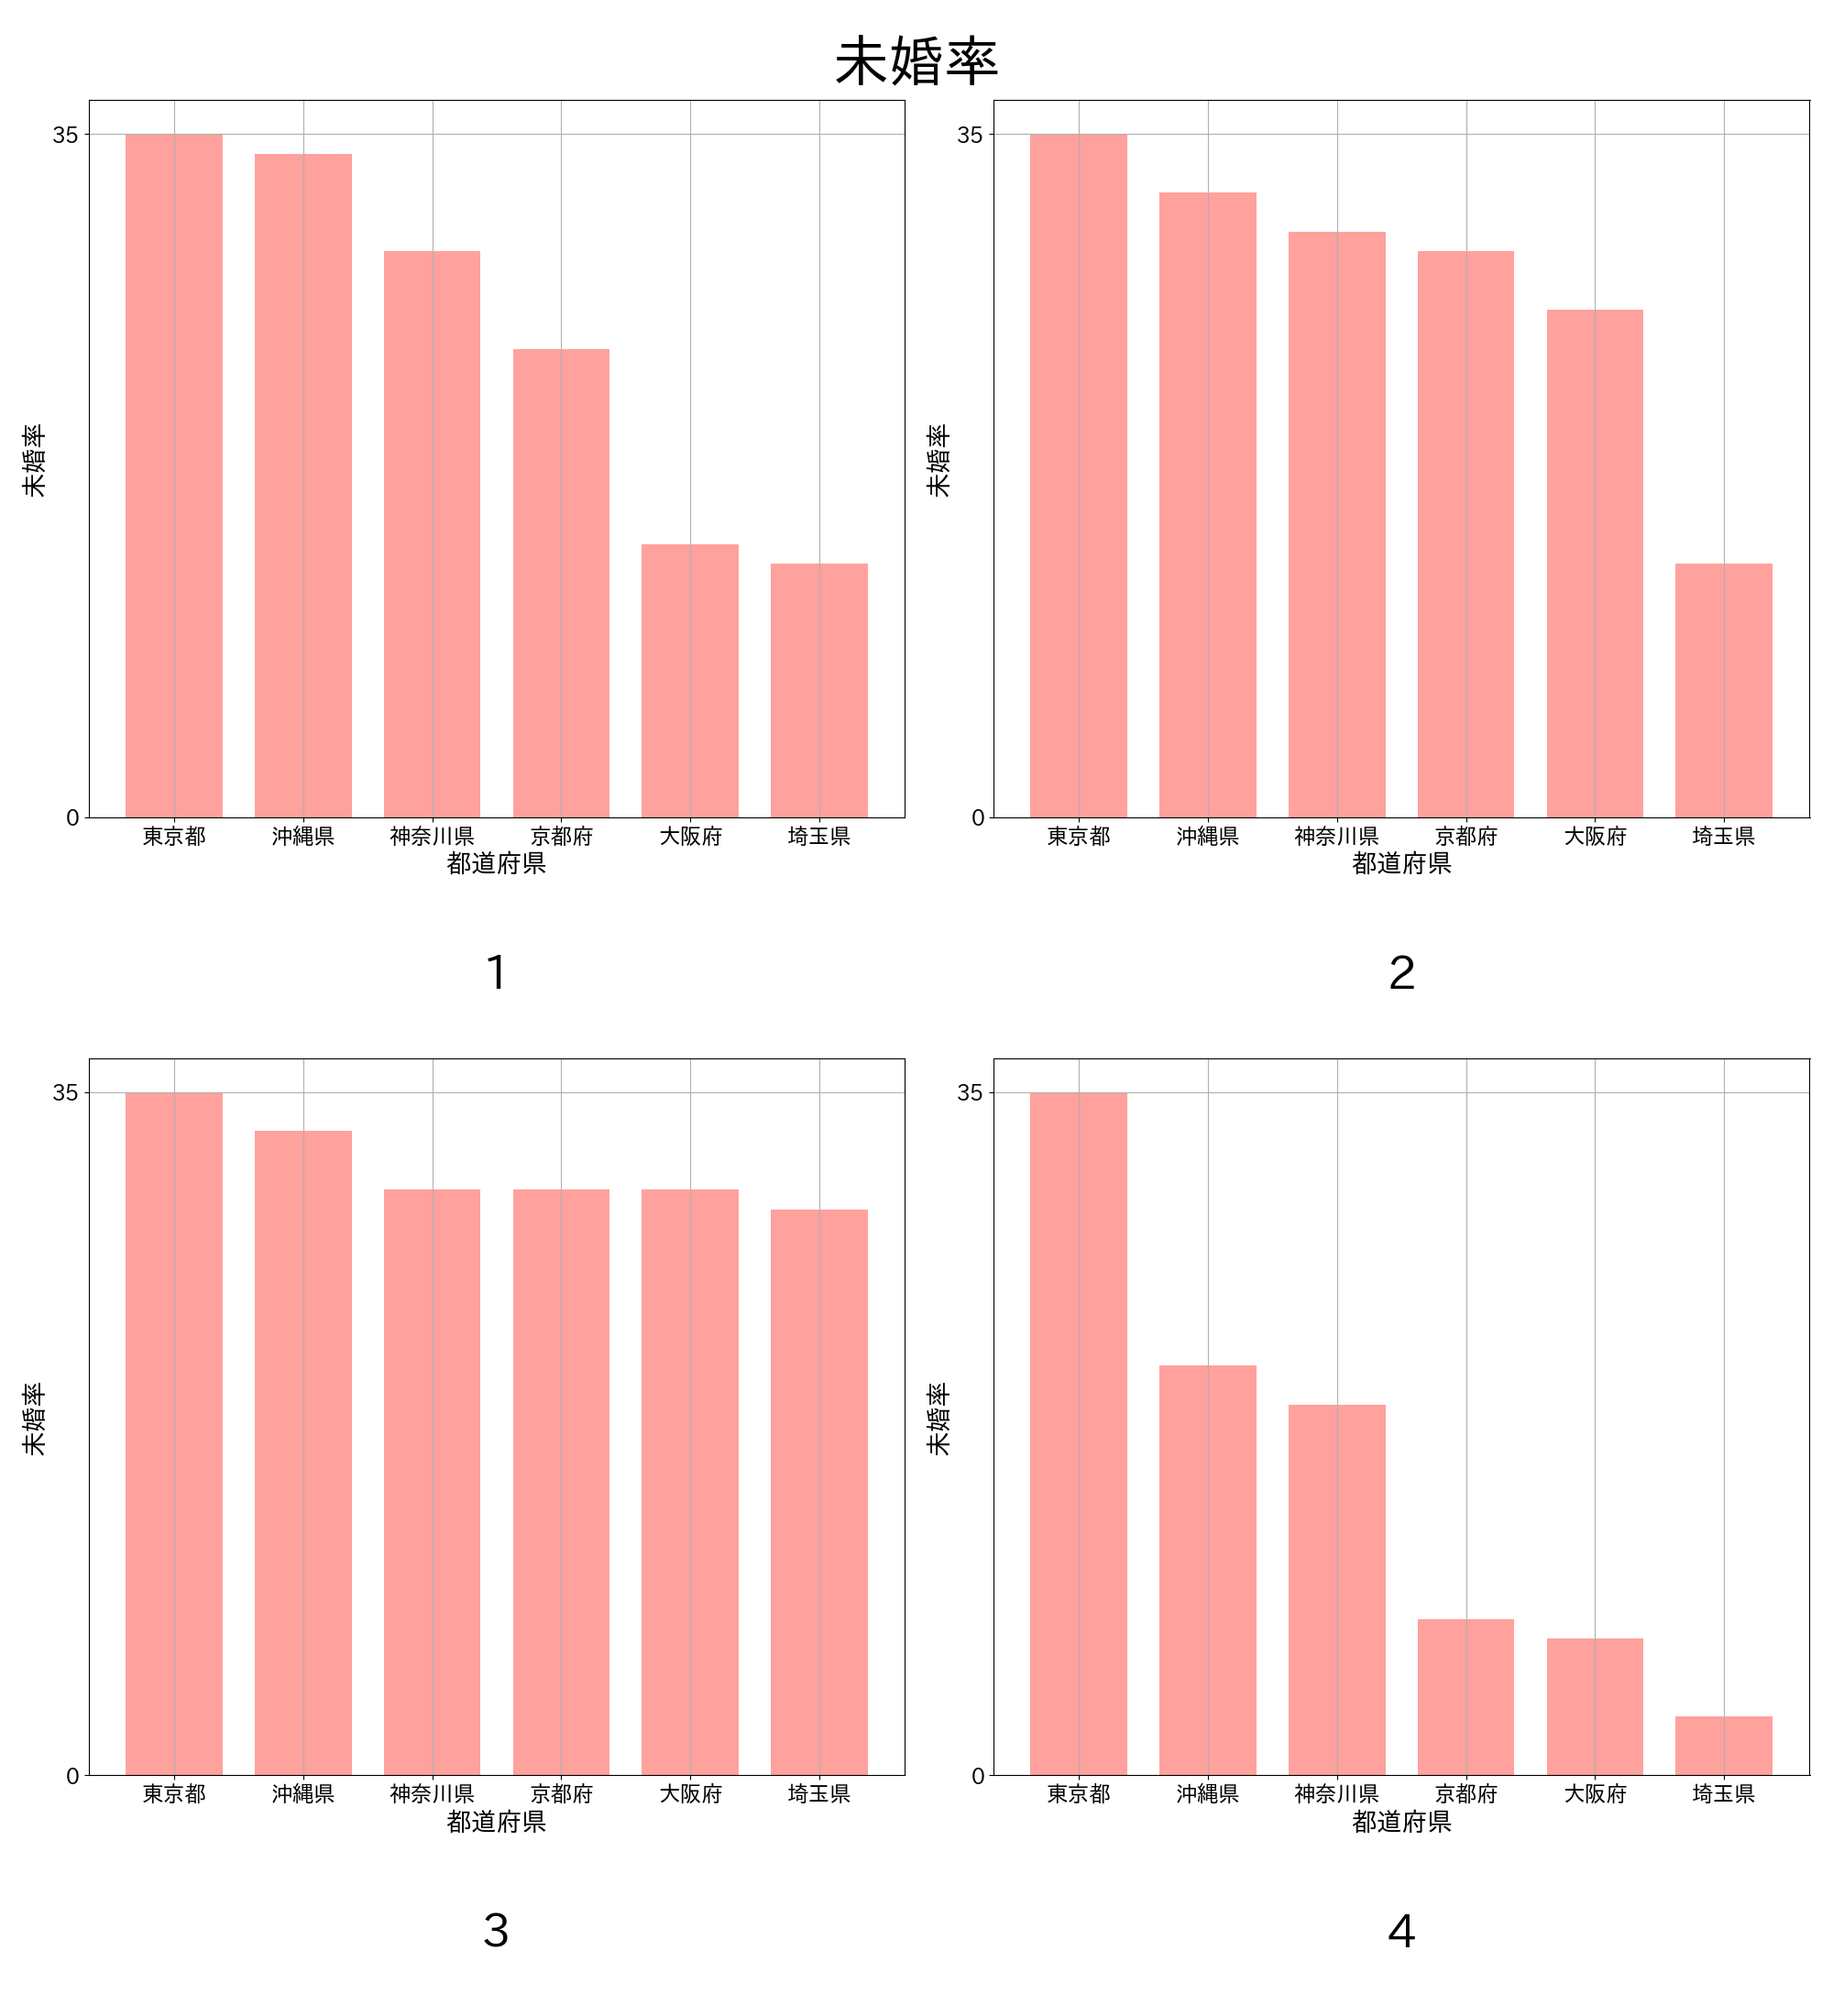 未婚率
35
0
未婚率
東京都 沖縄県 神奈川県 京都府 大阪府 埼玉県
都道府県
1
35
0
未婚率
東京都 沖縄県 神奈川県 京都府 大阪府 埼玉県
都道府県
2
35
0
未婚率
東京都 沖縄県 神奈川県 京都府 大阪府 埼玉県
都道府県
3
35
0
未婚率
東京都 沖縄県 神奈川県 京都府 大阪府 埼玉県
都道府県
4